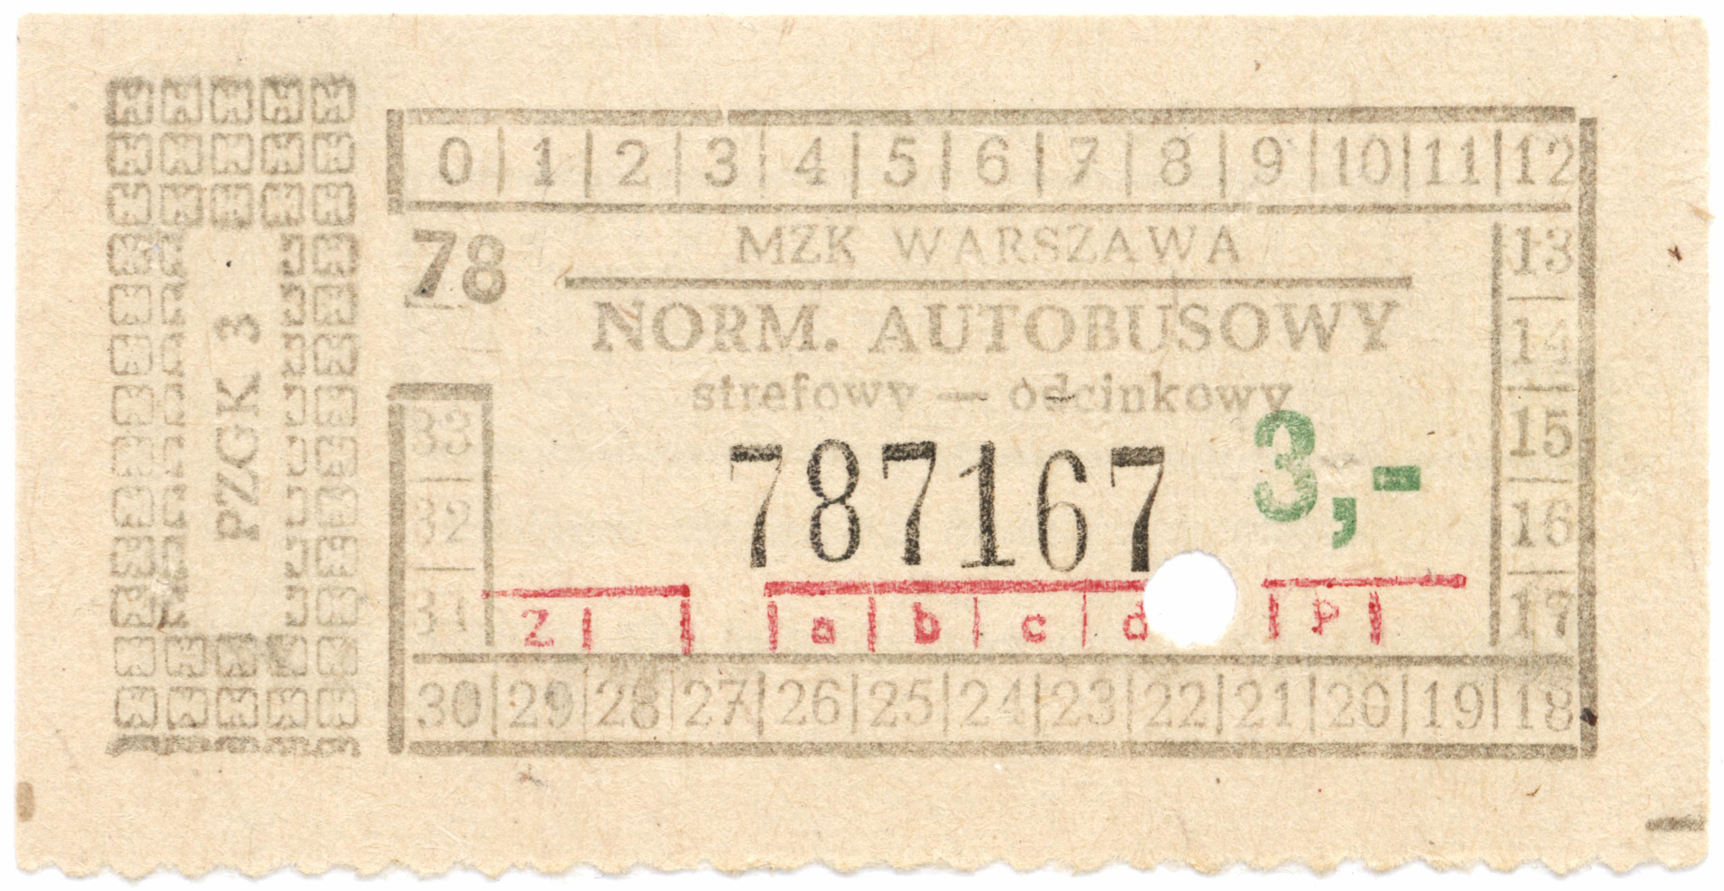 0 | 1 | 2 | 3 | 4 | 5 | 6 | 7 | 8 | 9 | 10 | 11 | 12
78
MZK WARSZAWA
NORM. AUTOBUSOWY
strefowy — odcinkowy
787167
3,-
Z | | a | b | c | d | P |
13
14
15
16
17
33
32
31
30 | 29 | 28 | 27 | 26 | 25 | 24 | 23 | 22 | 21 | 20 | 19 | 18
PZGK 3